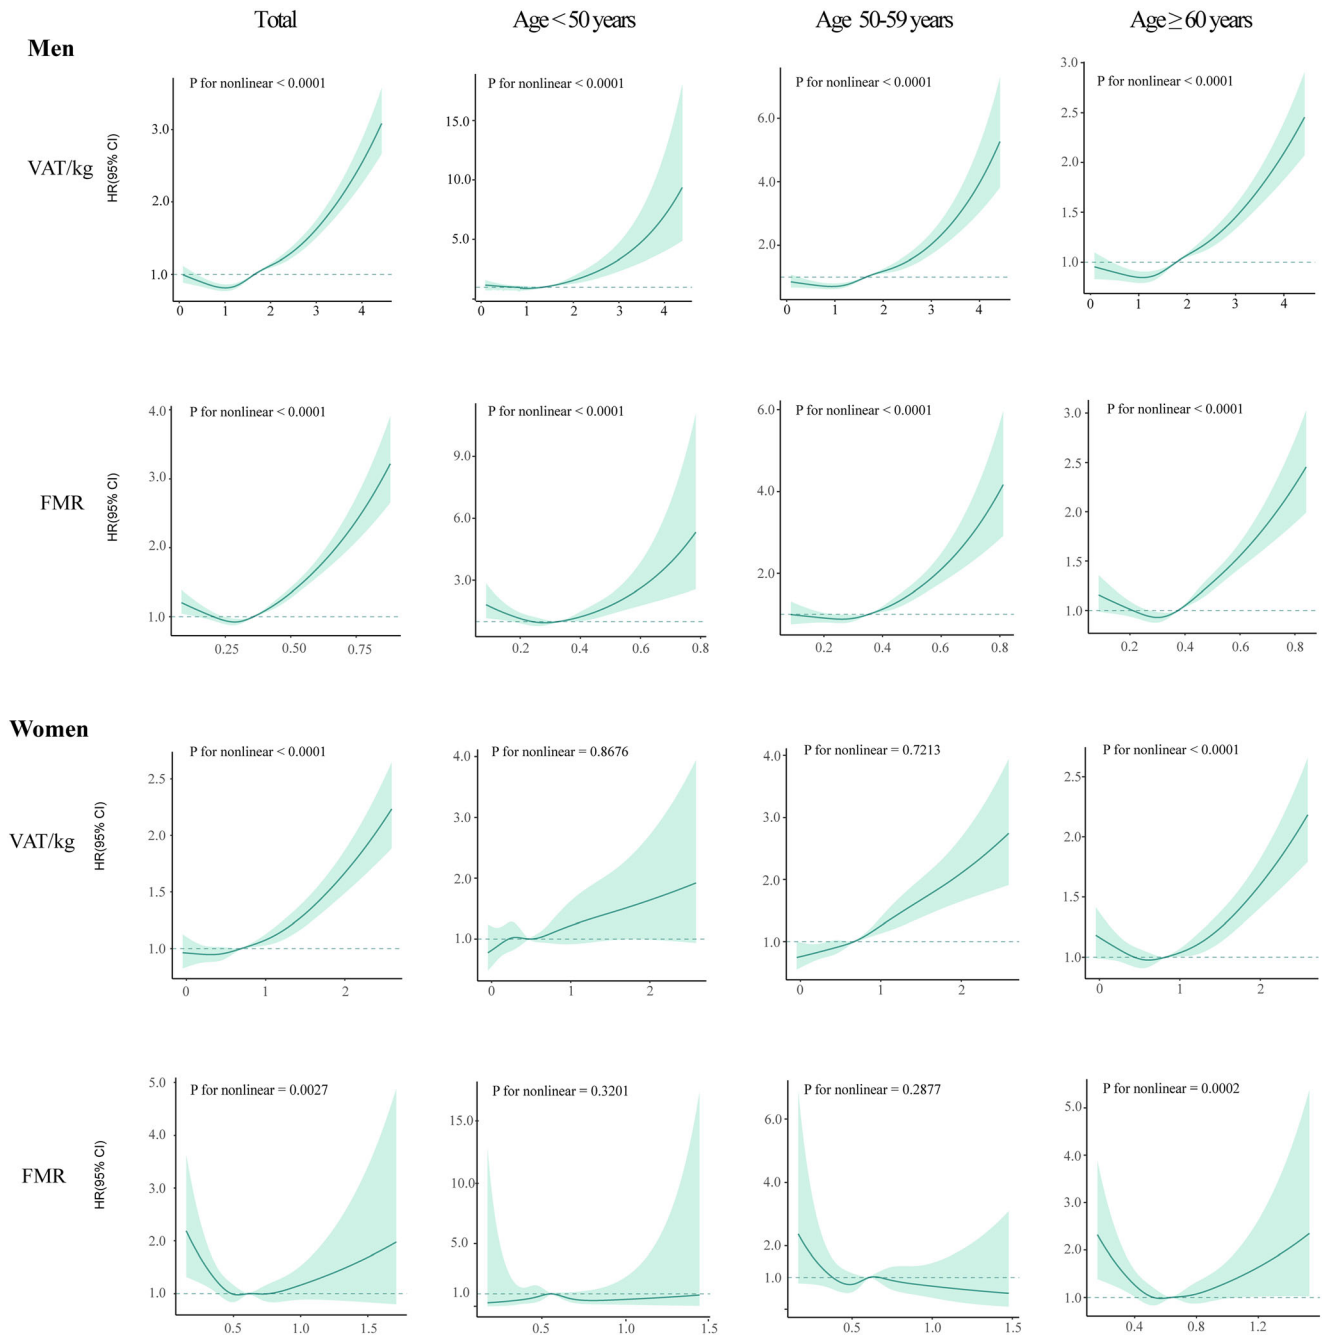 Total Age < 50 years Age 50-59 years Age ≥ 60 years
Men
VAT/kg
HR(95% CI)
P for nonlinear < 0.0001
3.0
2.0
1.0
0 1 2 3 4
P for nonlinear < 0.0001
15.0
10.0
5.0
0 1 2 3 4
P for nonlinear < 0.0001
6.0
4.0
2.0
0 1 2 3 4
P for nonlinear < 0.0001
3.0
2.5
2.0
1.5
1.0
0 1 2 3 4
FMR
HR(95% CI)
P for nonlinear < 0.0001
4.0
3.0
2.0
1.0
0.25 0.50 0.75
P for nonlinear < 0.0001
9.0
6.0
3.0
0.2 0.4 0.6 0.8
P for nonlinear < 0.0001
6.0
4.0
2.0
0.2 0.4 0.6 0.8
P for nonlinear < 0.0001
3.0
2.5
2.0
1.5
1.0
0.2 0.4 0.6 0.8
Women
VAT/kg
HR(95% CI)
P for nonlinear < 0.0001
2.5
2.0
1.5
1.0
0 1 2
P for nonlinear = 0.8676
4.0
3.0
2.0
1.0
0 1 2
P for nonlinear = 0.7213
4.0
3.0
2.0
1.0
0 1 2
P for nonlinear < 0.0001
2.5
2.0
1.5
1.0
0 1 2
FMR
HR(95% CI)
P for nonlinear = 0.0027
5.0
4.0
3.0
2.0
1.0
0.5 1.0 1.5
P for nonlinear = 0.3201
15.0
10.0
5.0
1.0
1.0
0.5 1.0 1.5
P for nonlinear = 0.2877
6.0
4.0
2.0
1.0
0.5 1.0 1.5
P for nonlinear = 0.0002
5.0
4.0
3.0
2.0
1.0
0.4 0.8 1.2